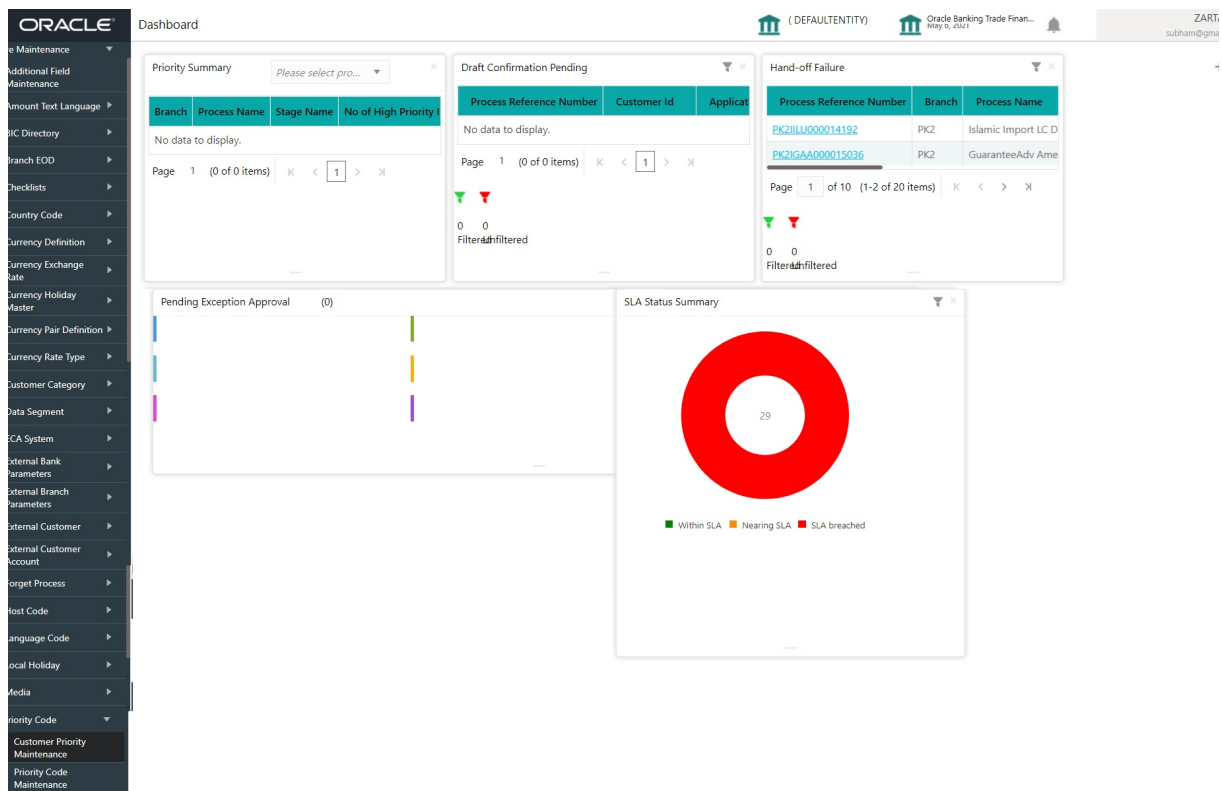 ORACLE
Dashboard
( DEFAULTENTITY)
Oracle Banking Trade Finan...
May 6, 2021
ZARTA
subham@gma
e Maintenance
Additional Field
Maintenance
Amount Text Language
BIC Directory
Branch EOD
Checklists
Country Code
Currency Definition
Currency Exchange
Rate
Currency Holiday
Master
Currency Pair Definition
Currency Rate Type
Customer Category
Data Segment
ECA System
External Bank
Parameters
External Branch
Parameters
External Customer
External Customer
Account
Forget Process
Host Code
Language Code
Local Holiday
Media
riority Code
Customer Priority
Maintenance
Priority Code
Maintenance
Priority Summary
Please select pro...
Branch Process Name Stage Name No of High Priority
No data to display.
Page 1 (0 of 0 items) 1
Draft Confirmation Pending
Process Reference Number Customer Id Applicat
No data to display.
Page 1 (0 of 0 items) 1
0 0
Filtered Unfiltered
Hand-off Failure
Process Reference Number Branch Process Name
PK2IILU000014192 PK2 Islamic Import LC D
PK2IGAA000015036 PK2 GuaranteeAdv Ame
Page 1 of 10 (1-2 of 20 items)
0 0
Filtered Unfiltered
Pending Exception Approval (0)
SLA Status Summary
29
Within SLA Nearing SLA SLA breached